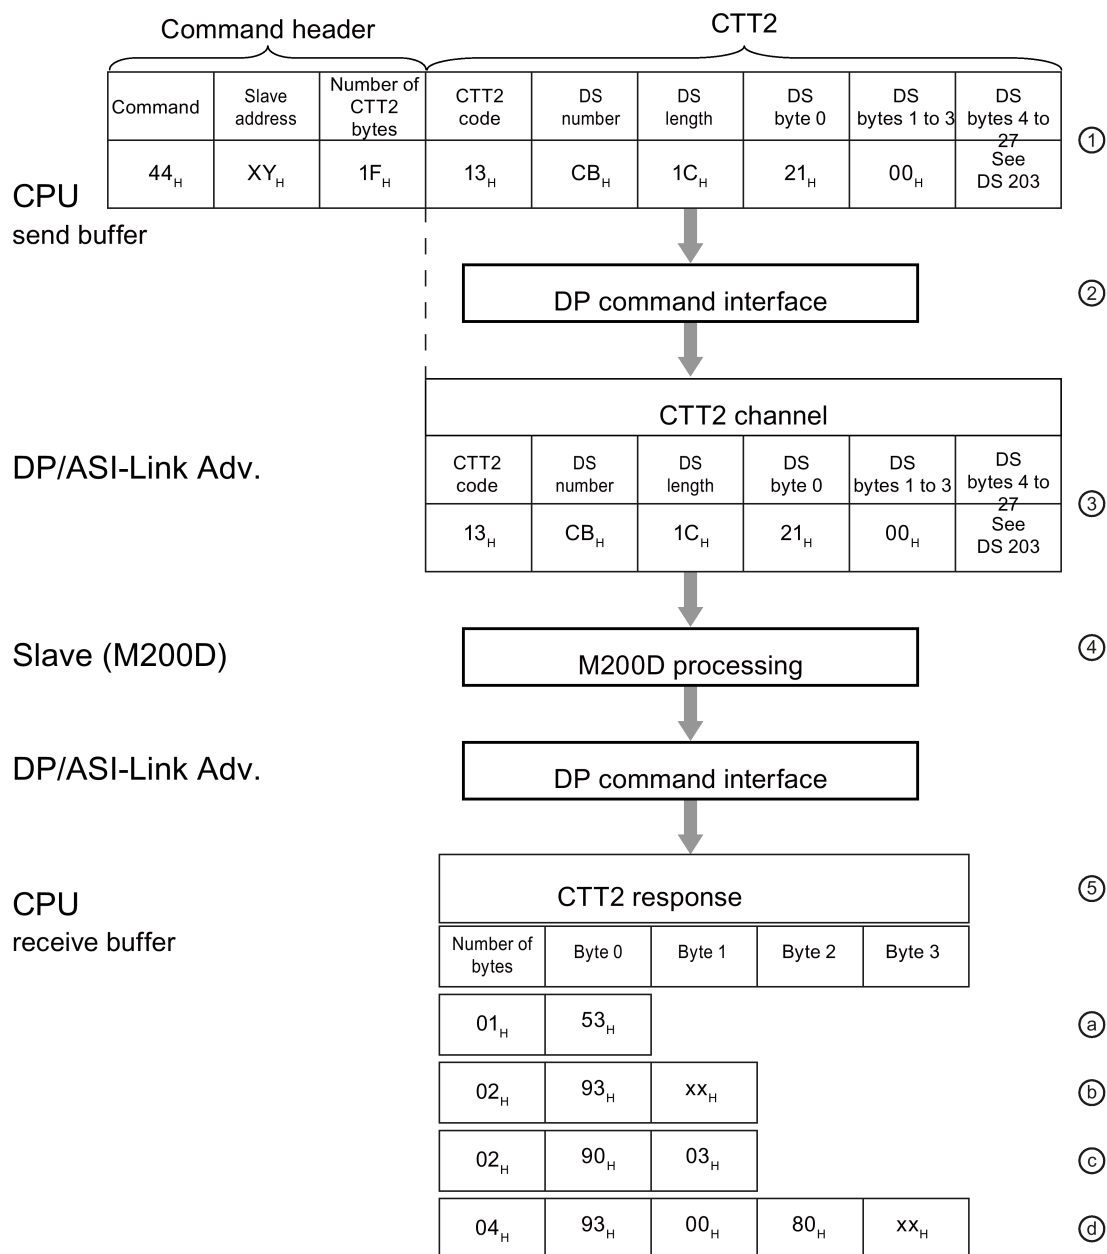 Command header CTT2
Command Slave address Number of CTT2 bytes CTT2 code DS number DS length DS byte 0 DS bytes 1 to 3 DS bytes 4 to 27 ①
44H XYH 1FH 13H CBH 1CH 21H 00H See DS 203
CPU
send buffer
DP command interface ②
CTT2 channel
DP/ASI-Link Adv.
CTT2 code DS number DS length DS byte 0 DS bytes 1 to 3 DS bytes 4 to 27 ③
13H CBH 1CH 21H 00H See DS 203
Slave (M200D) M200D processing ④
DP/ASI-Link Adv. DP command interface
CTT2 response ⑤
CPU
receive buffer
Number of bytes Byte 0 Byte 1 Byte 2 Byte 3
01H 53H ⓐ
02H 93H xxH ⓑ
02H 90H 03H ⓒ
04H 93H 00H 80H xxH ⓓ